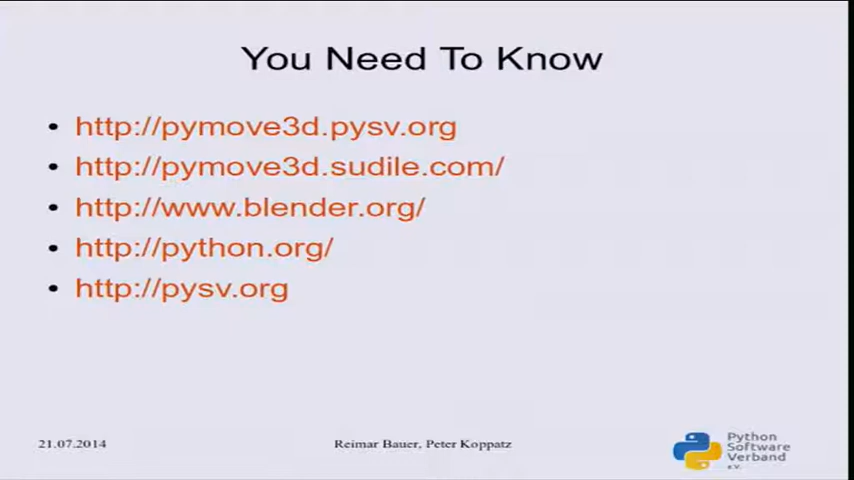 You Need To Know
• http://pymove3d.pysv.org
• http://pymove3d.sudile.com/
• http://www.blender.org/
• http://python.org/
• http://pysv.org
21.07.2014
Reimar Bauer, Peter Koppatz
Python
Software
Verband
e.V.